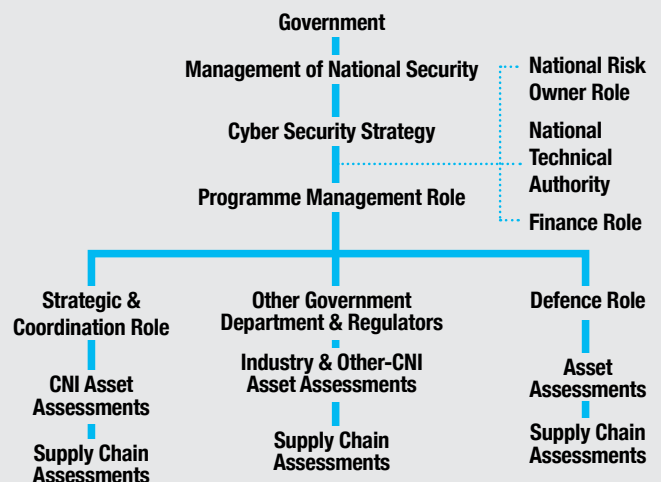 Government
Management of National Security
Cyber Security Strategy
Programme Management Role
National Risk
Owner Role
National
Technical
Authority
Finance Role
Strategic &
Coordination Role
CNI Asset
Assessments
Supply Chain
Assessments
Other Government
Department & Regulators
Industry & Other-CNI
Asset Assessments
Supply Chain
Assessments
Defence Role
Asset
Assessments
Supply Chain
Assessments